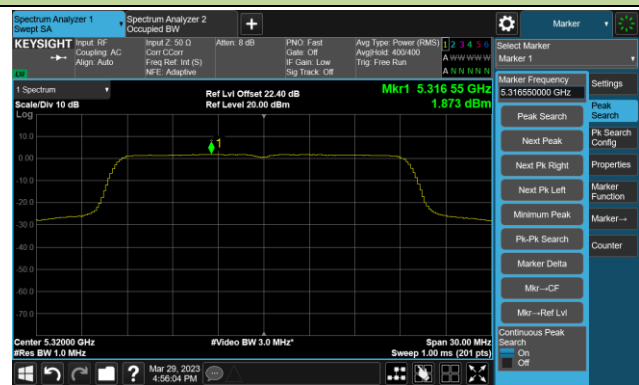 Spectrum Analyzer 1
Swept SA
Spectrum Analyzer 2
Occupied BW
+
Marker
KEYSIGHT
Input: RF
Coupling: AC
Align: Auto
Input Z: 50 Ω
Corr CCorr
Freq Ref: Int (S)
NFE: Adaptive
Atten: 8 dB
PNO: Fast
Gate: Off
IF Gain: Low
Sig Track: Off
Avg Type: Power (RMS)
Avg|Hold: 400/400
Trig: Free Run
1 2 3 4 5 6
A W W W W W
A N N N N N
LW
Select Marker
Marker 1
1 Spectrum
Scale/Div 10 dB
Log
Ref Lvl Offset 22.40 dB
Ref Level 20.00 dBm
Mkr1 5.316 55 GHz
1.873 dBm
10.0
0.00
-10.0
-20.0
-30.0
-40.0
-50.0
-60.0
-70.0
1
Center 5.32000 GHz
#Res BW 1.0 MHz
#Video BW 3.0 MHz*
Span 30.00 MHz
Sweep 1.00 ms (201 pts)
Marker Frequency
5.316550000 GHz
Peak Search
Next Peak
Next Pk Right
Next Pk Left
Minimum Peak
Pk-Pk Search
Marker Delta
Mkr→CF
Mkr→Ref Lvl
Continuous Peak
Search
On
Off
Settings
Peak
Search
Pk Search
Config
Properties
Marker
Function
Marker→
Counter
?
Mar 29, 2023
4:56:04 PM